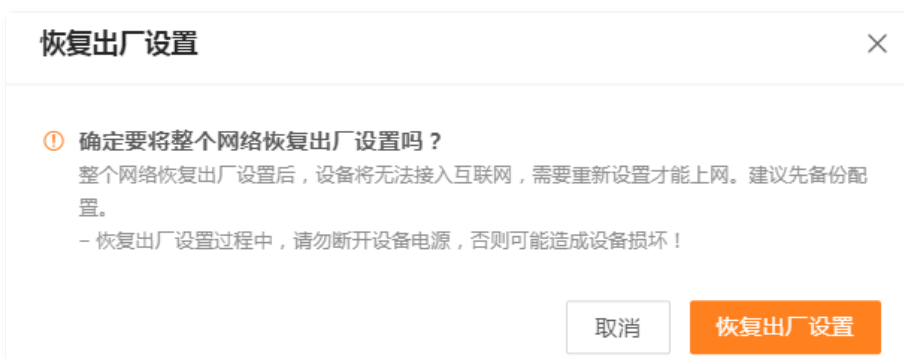 恢复出厂设置
确定要将整个网络恢复出厂设置吗？
整个网络恢复出厂设置后，设备将无法接入互联网，需要重新设置才能上网。建议先备份配
置。
– 恢复出厂设置过程中，请勿断开设备电源，否则可能造成设备损坏！
取消 恢复出厂设置